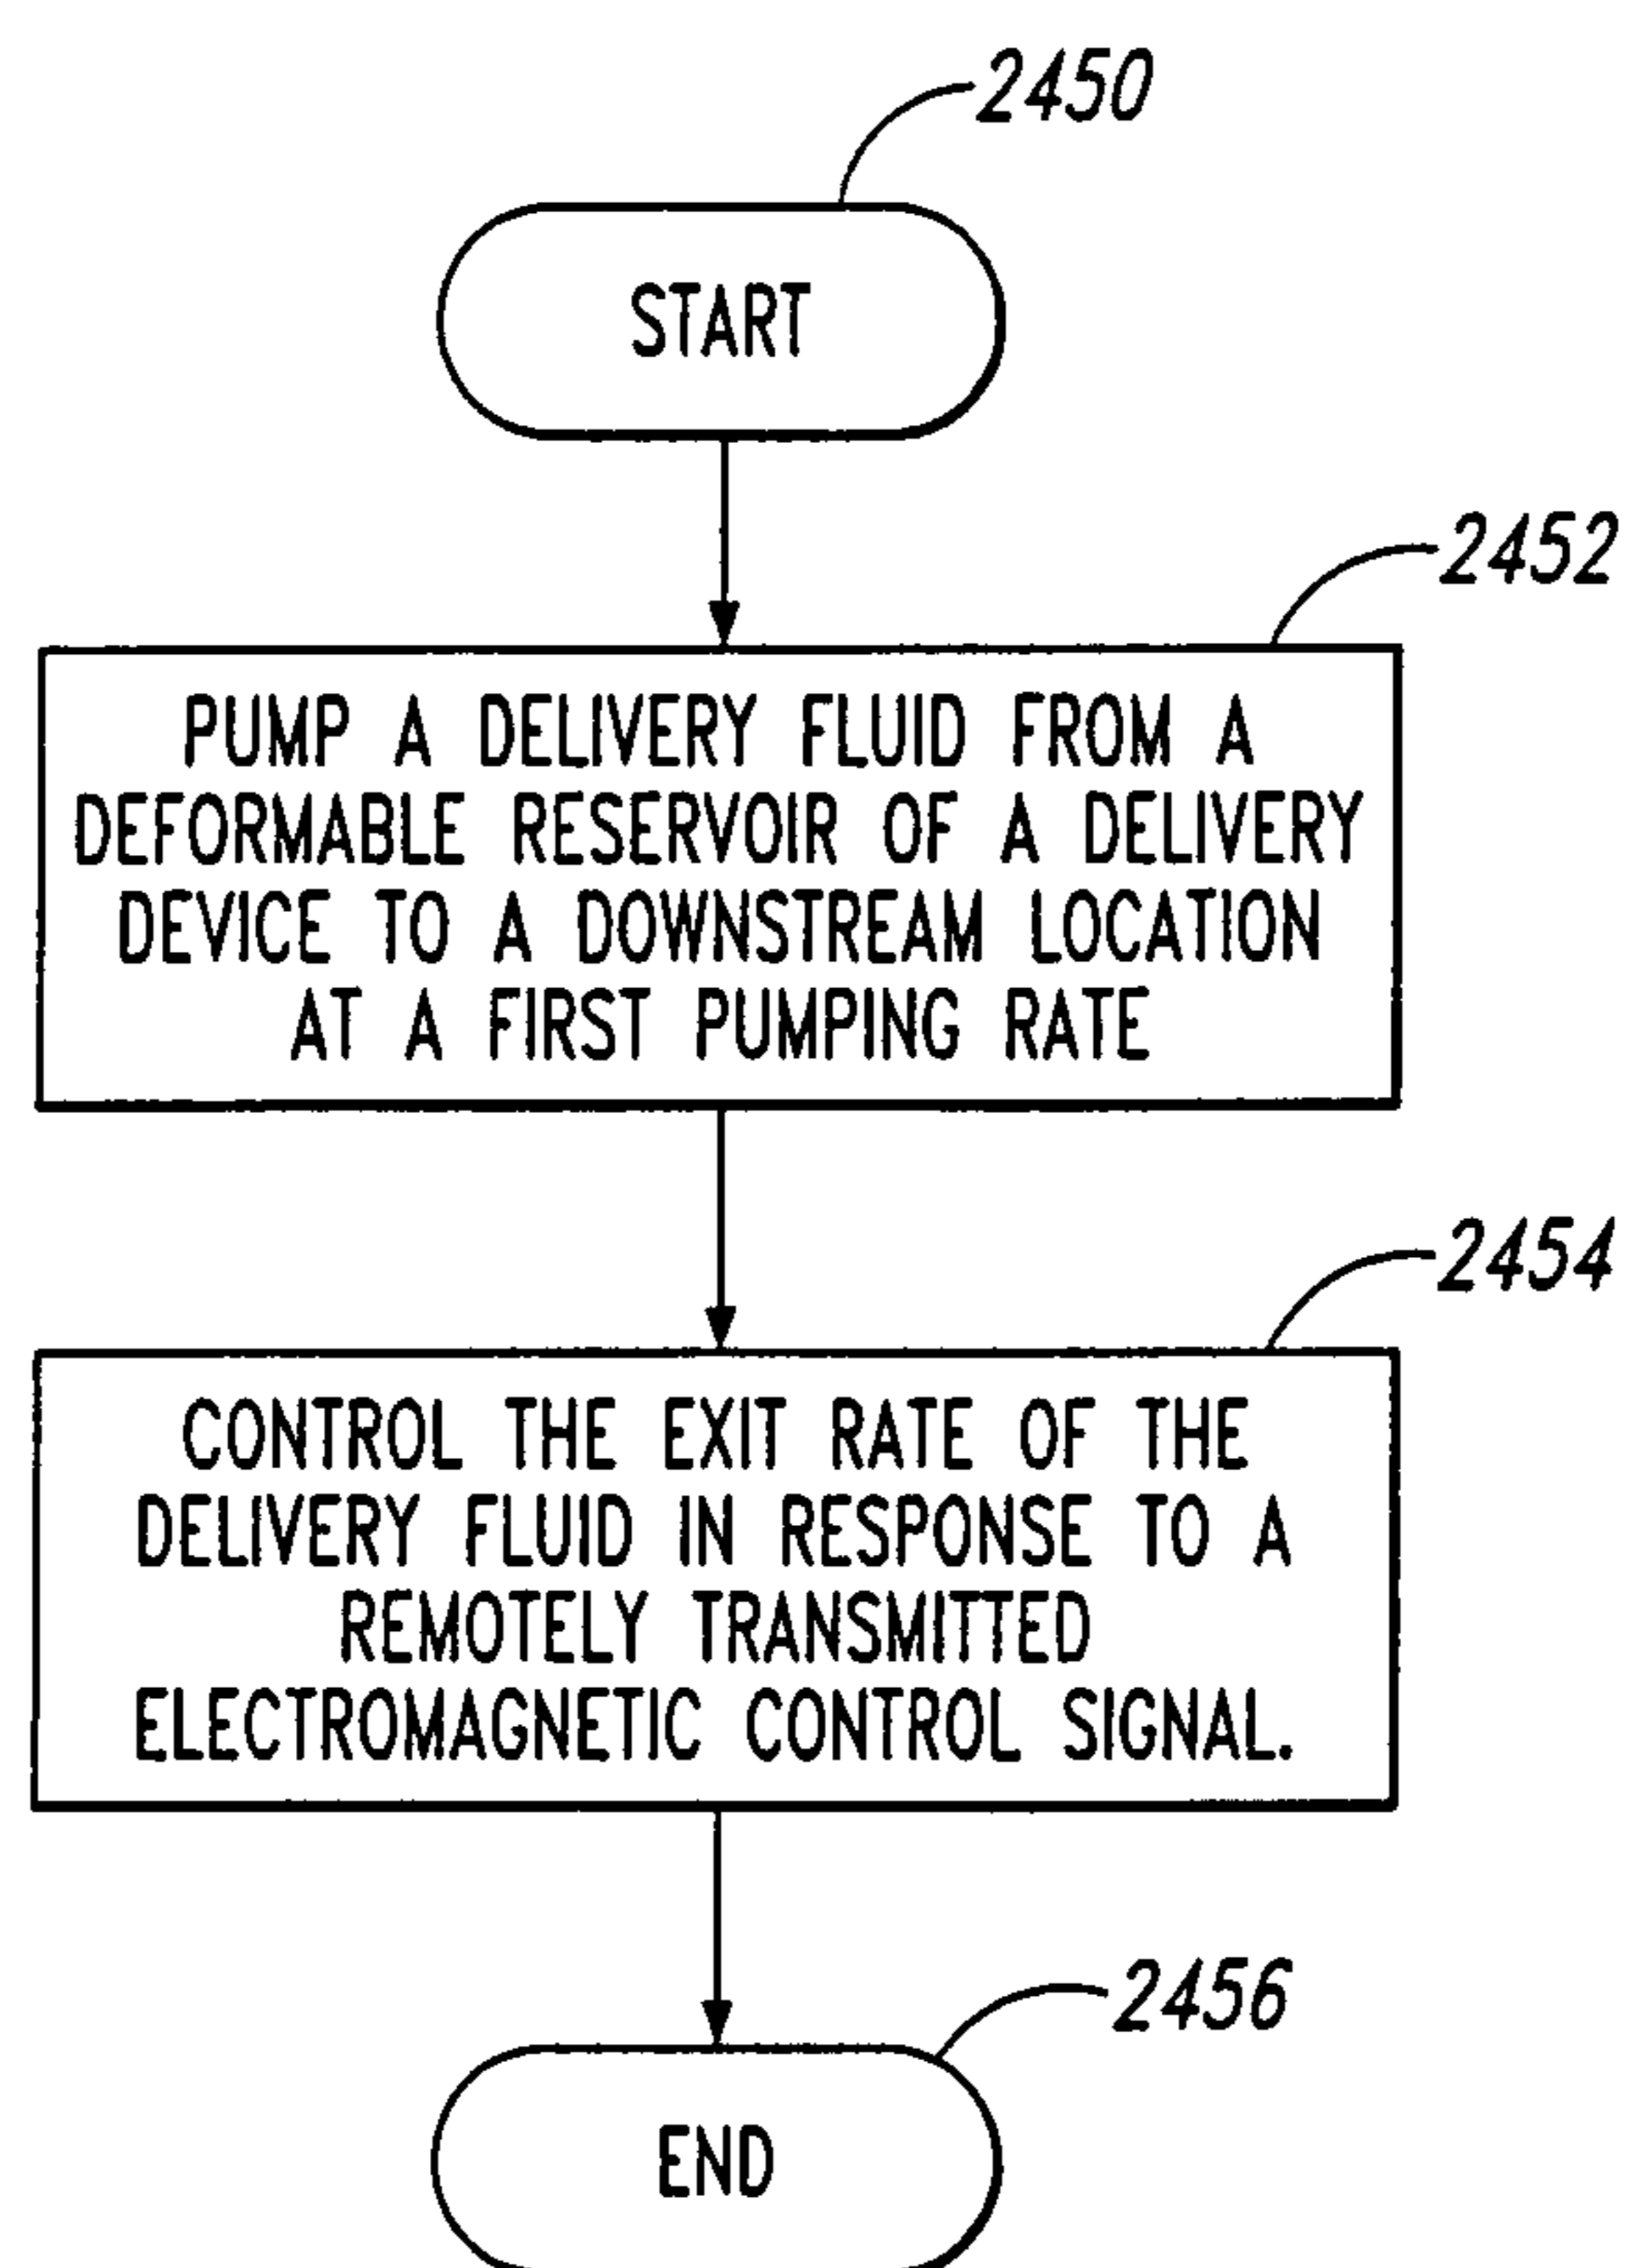 2450
START
2452
PUMP A DELIVERY FLUID FROM A
DEFORMABLE RESERVOIR OF A DELIVERY
DEVICE TO A DOWNSTREAM LOCATION
AT A FIRST PUMPING RATE
2454
CONTROL THE EXIT RATE OF THE
DELIVERY FLUID IN RESPONSE TO A
REMOTELY TRANSMITTED
ELECTROMAGNETIC CONTROL SIGNAL.
2456
END